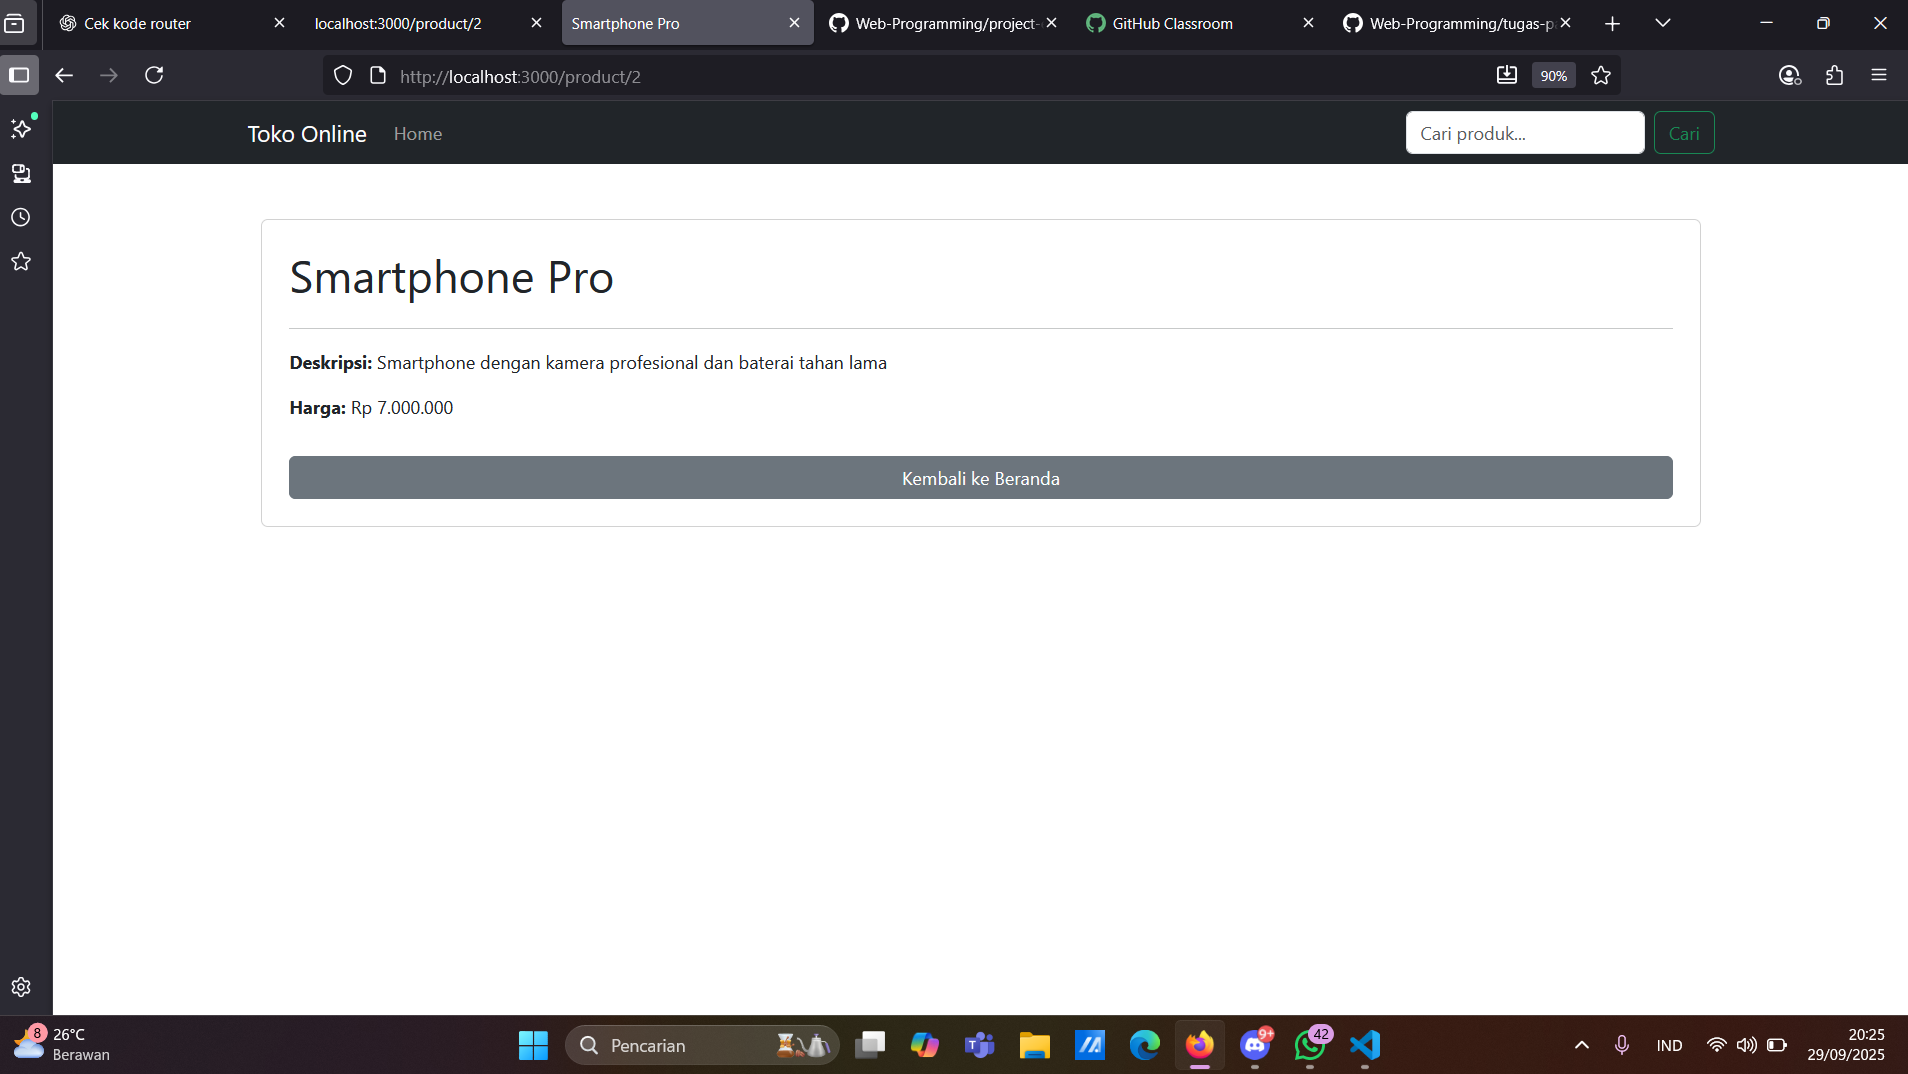 Cek kode router
localhost:3000/product/2
Smartphone Pro
Web-Programming/project-
GitHub Classroom
Web-Programming/tugas-p
http://localhost:3000/product/2
90%
Toko Online
Home
Cari produk...
Cari
Smartphone Pro
Deskripsi: Smartphone dengan kamera profesional dan baterai tahan lama
Harga: Rp 7.000.000
Kembali ke Beranda
8
26°C
Berawan
Pencarian
9+
42
IND
20:25
29/09/2025